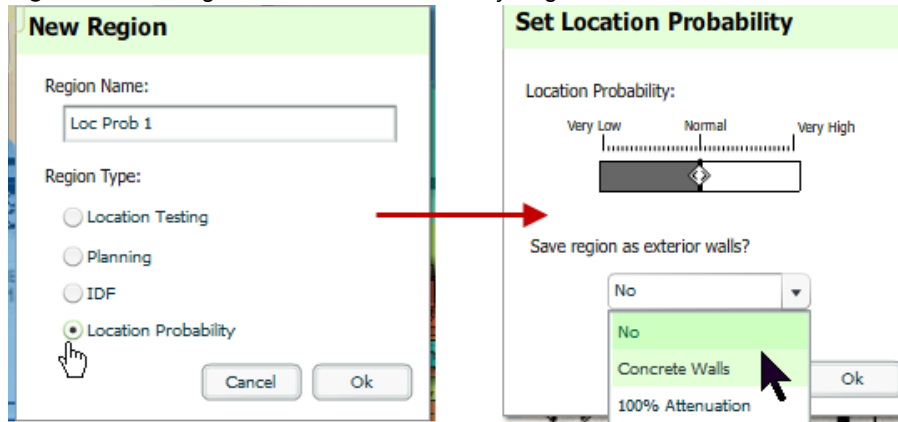 New Region
Region Name:
Loc Prob 1
Region Type:
Location Testing
Planning
IDF
Location Probability
Cancel Ok
Set Location Probability
Location Probability:
Very Low Normal Very High
Save region as exterior walls?
No
No
Concrete Walls
100% Attenuation
Ok